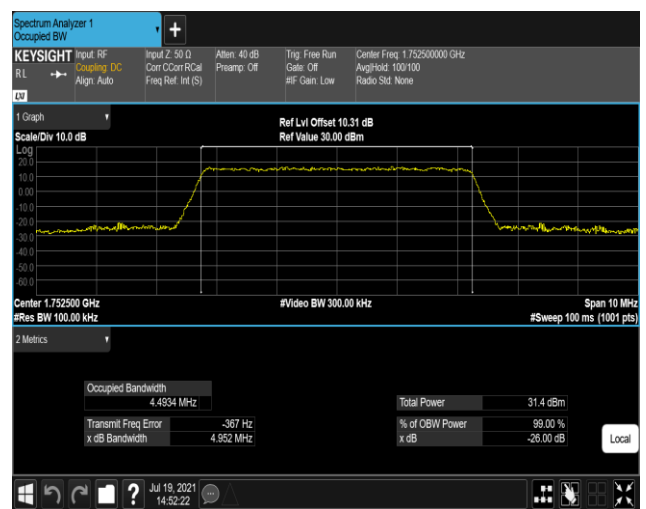 Spectrum Analyzer 1
Occupied BW
+
KEYSIGHT Input: RF Input Z: 50 Ω Atten: 40 dB Trig: Free Run Center Freq: 1.752500000 GHz
RL Coupling: DC Corr CCorr RCal Preamp: Off Gate: Off Avg|Hold: 100/100
Align: Auto Freq Ref: Int (S) #IF Gain: Low Radio Std: None
LXI
1 Graph Ref Lvl Offset 10.31 dB
Scale/Div 10.0 dB Ref Value 30.00 dBm
Log
20.0
10.0
0.00
-10.0
-20.0
-30.0
-40.0
-50.0
-60.0
Center 1.752500 GHz #Video BW 300.00 kHz Span 10 MHz
#Res BW 100.00 kHz #Sweep 100 ms (1001 pts)
2 Metrics
Occupied Bandwidth
4.4934 MHz Total Power 31.4 dBm
Transmit Freq Error -367 Hz % of OBW Power 99.00 %
x dB Bandwidth 4.952 MHz x dB -26.00 dB
Local
? Jul 19, 2021
14:52:22